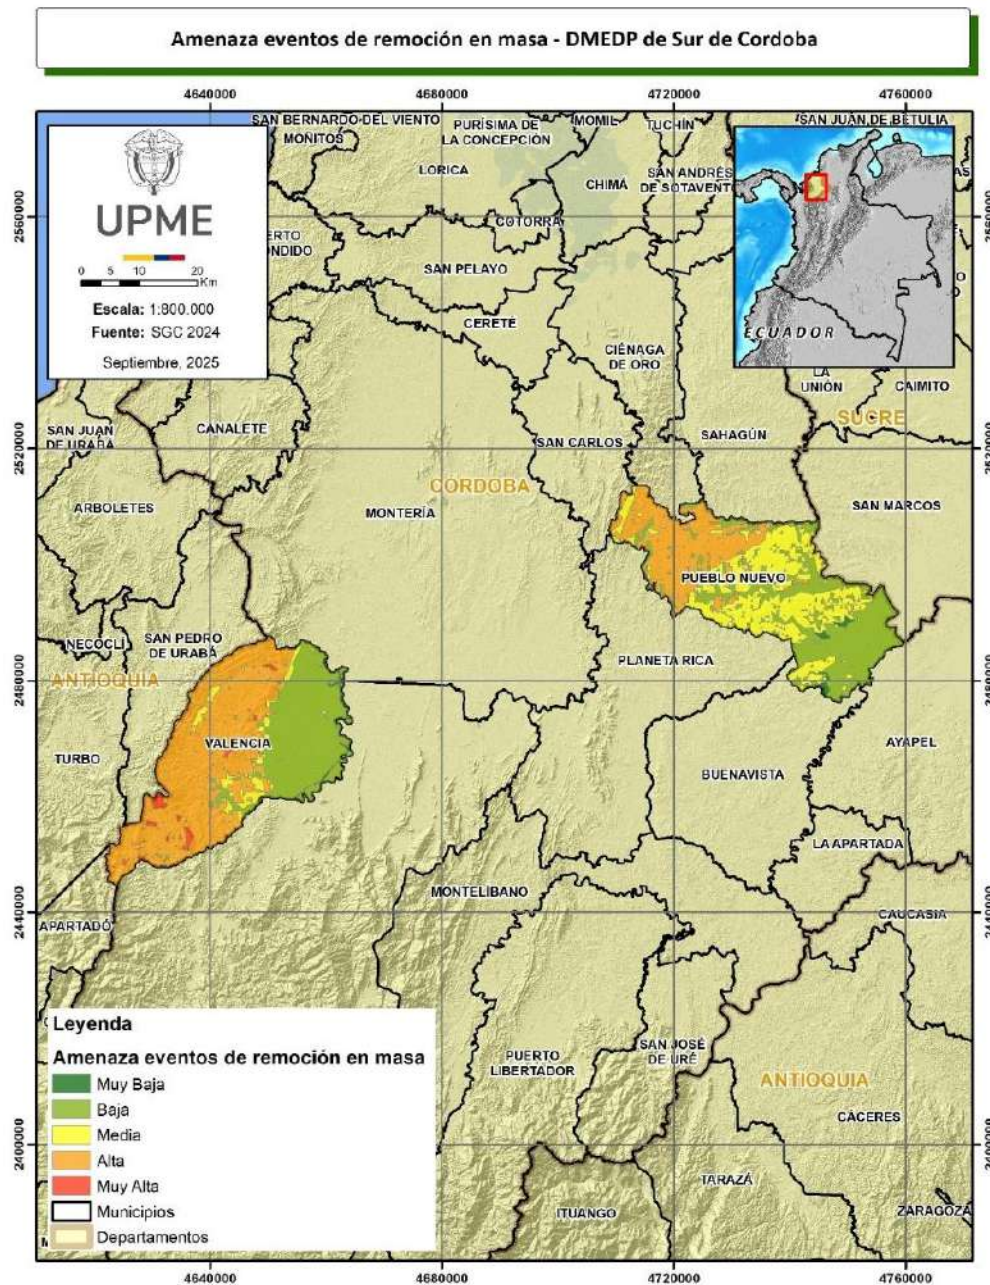 Amenaza eventos de remoción en masa - DMEDP de Sur de Cordoba
4640000
4680000
4720000
4760000
SAN BERNARDO DEL VIENTO
MOÑITOS
PURÍSIMA DE
LA CONCEPCIÓN
MOMIL
TUCHÍN
SAN JUAN DE BETULIA
LORICA
CHIMÁ
SAN ANDRÉS
DE SOTAVENTO
COTORRA
SAN PELAYO
CERETÉ
CIÉNAGA
DE ORO
UPME
0 5 10 20
Km
Escala: 1:800.000
Fuente: SGC 2024
Septiembre, 2025
ECUADOR
2560000
2560000
LA
UNIÓN
CAIMITO
SUCRE
SAN JUAN
DE URABÁ
CANALETE
SAN CARLOS
SAHAGÚN
2520000
2520000
CÓRDOBA
ARBOLETES
MONTERÍA
SAN MARCOS
PUEBLO NUEVO
NECOCLÍ
SAN PEDRO
DE URABÁ
PLANETA RICA
ANTIOQUIA
2480000
2480000
TURBO
VALENCIA
AYAPEL
BUENAVISTA
LA APARTADA
MONTELÍBANO
APARTADÓ
CAUCASIA
2440000
2440000
PUERTO
LIBERTADOR
SAN JOSÉ
DE URÉ
ANTIOQUIA
CÁCERES
2400000
2400000
TARAZÁ
ITUANGO
ZARAGOZA
Leyenda
Amenaza eventos de remoción en masa
Muy Baja
Baja
Media
Alta
Muy Alta
Municipios
Departamentos
4640000
4680000
4720000
4760000